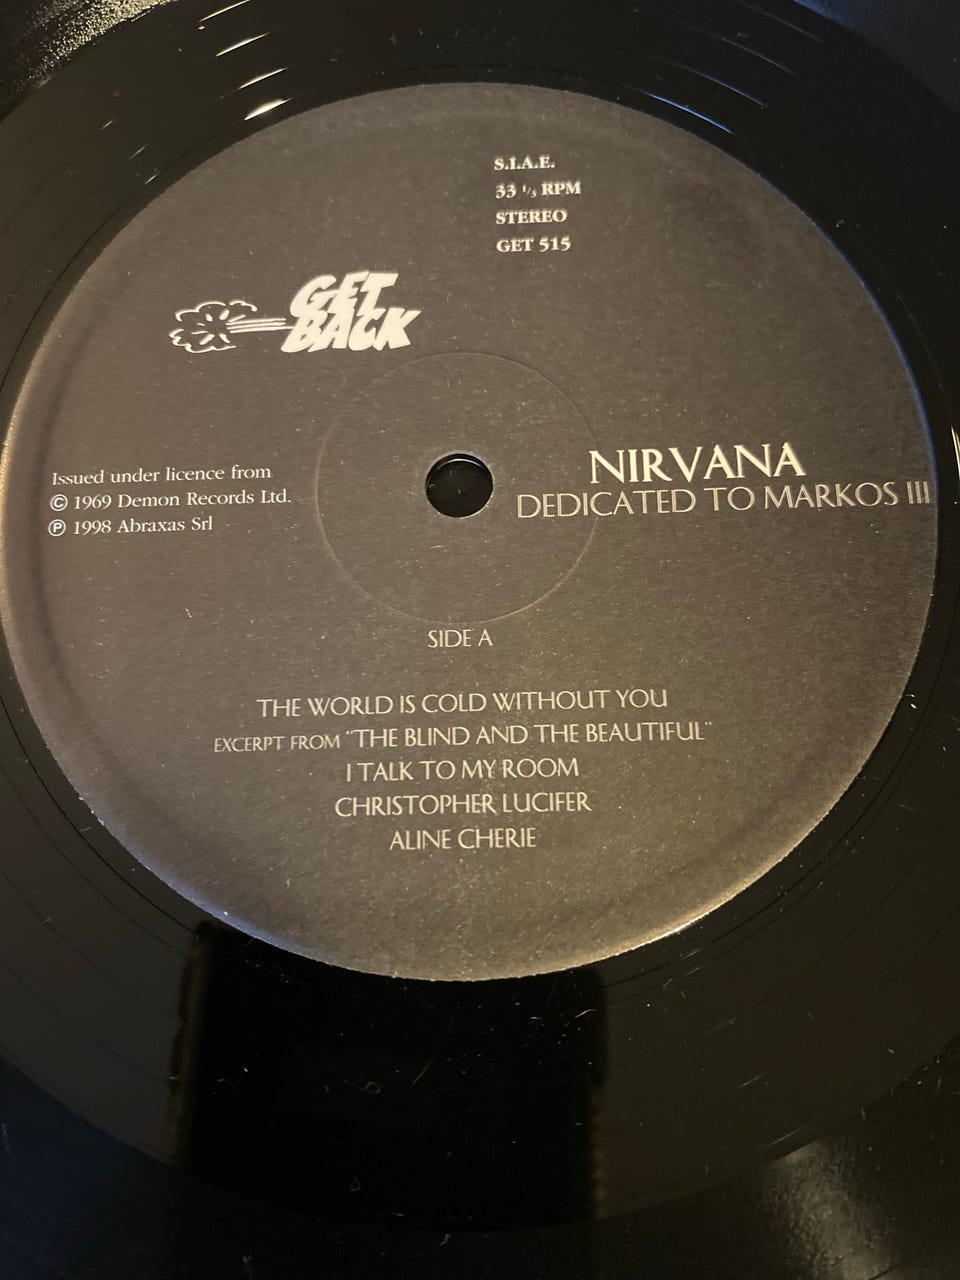 S.I.A.E.
33 ⅓ RPM
STEREO
GET 515
GET
BACK
Issued under licence from
© 1969 Demon Records Ltd.
℗ 1998 Abraxas Srl
NIRVANA
DEDICATED TO MARKOS III
SIDE A
THE WORLD IS COLD WITHOUT YOU
EXCERPT FROM "THE BLIND AND THE BEAUTIFUL"
I TALK TO MY ROOM
CHRISTOPHER LUCIFER
ALINE CHERIE